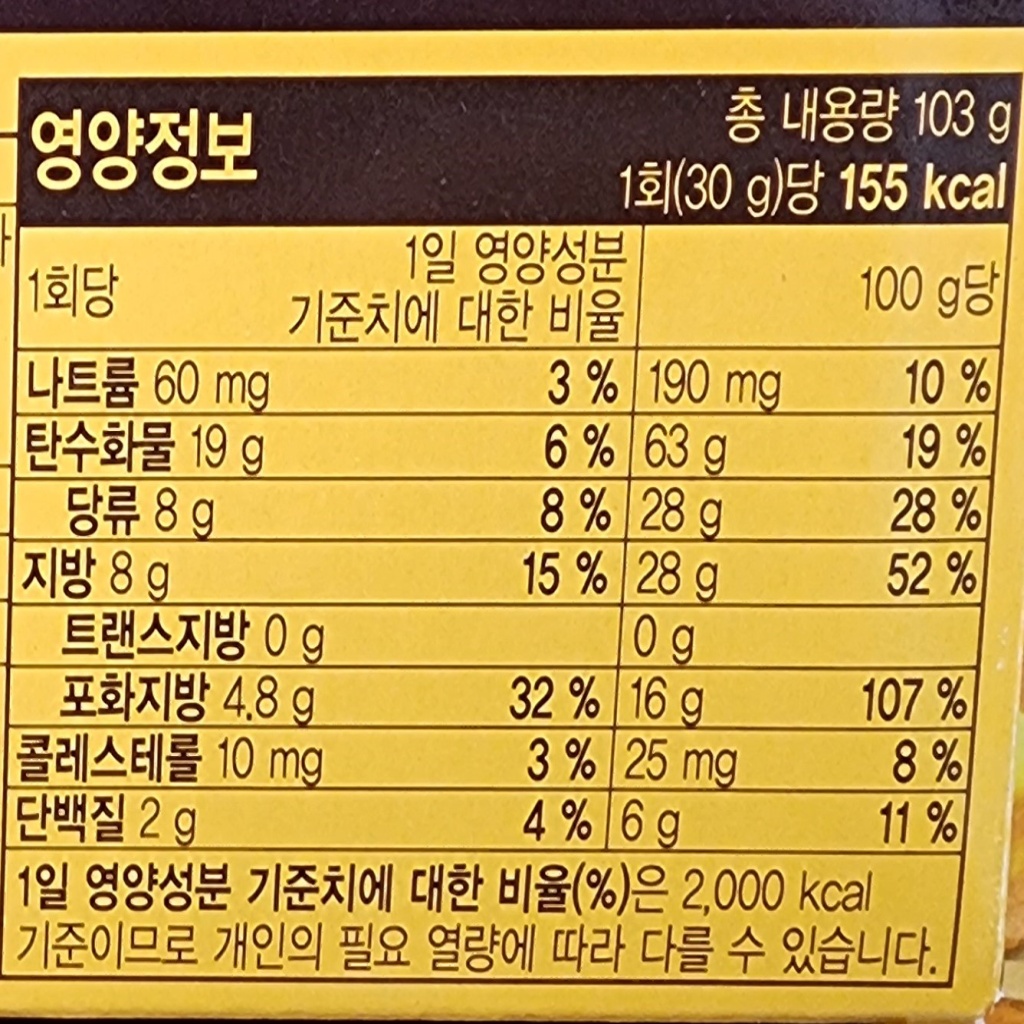 영양정보
총 내용량 103 g
1회(30 g)당 155 kcal
1회당 1일 영양성분 기준치에 대한 비율 100 g당
나트륨 60 mg 3 % 190 mg 10 %
탄수화물 19 g 6 % 63 g 19 %
당류 8 g 8 % 28 g 28 %
지방 8 g 15 % 28 g 52 %
트랜스지방 0 g 0 g
포화지방 4.8 g 32 % 16 g 107 %
콜레스테롤 10 mg 3 % 25 mg 8 %
단백질 2 g 4 % 6 g 11 %
1일 영양성분 기준치에 대한 비율(%)은 2,000 kcal
기준이므로 개인의 필요 열량에 따라 다를 수 있습니다.